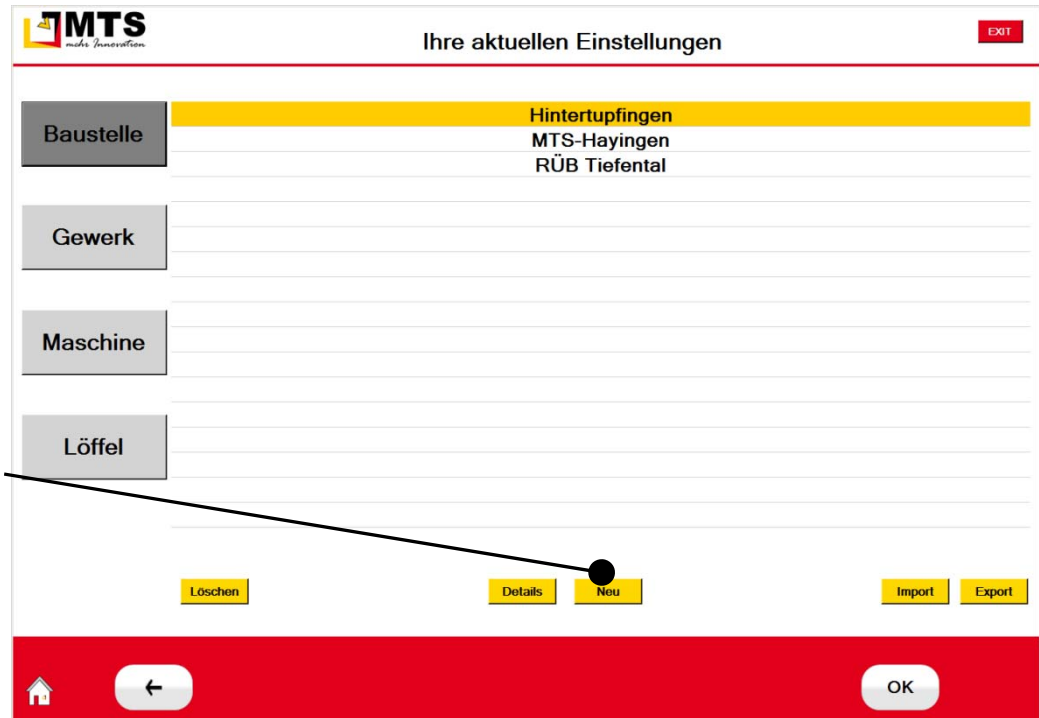 MTS
mehr Innovation
Ihre aktuellen Einstellungen
EXIT
Baustelle
Hintertupfingen
MTS-Hayingen
RÜB Tiefental
Gewerk
Maschine
Löffel
Löschen
Details
Neu
Import
Export
OK